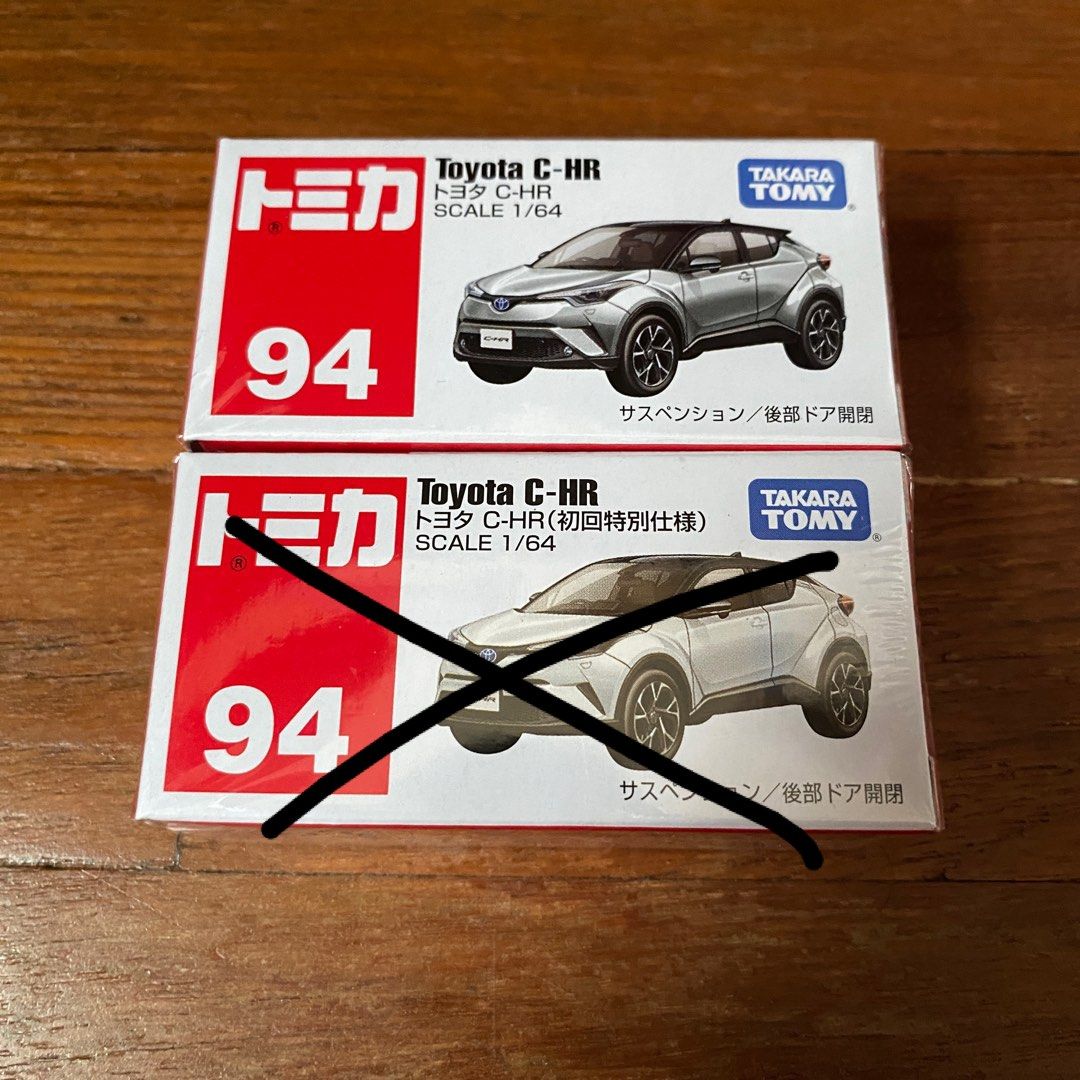 トミカ
®
94
Toyota C-HR
トヨタ C-HR
SCALE 1/64
TAKARA
TOMY
®
C-HR
サスペンション／後部ドア開閉
トミカ
®
94
Toyota C-HR
トヨタ C-HR（初回特別仕様）
SCALE 1/64
TAKARA
TOMY
®
サスペンション／後部ドア開閉